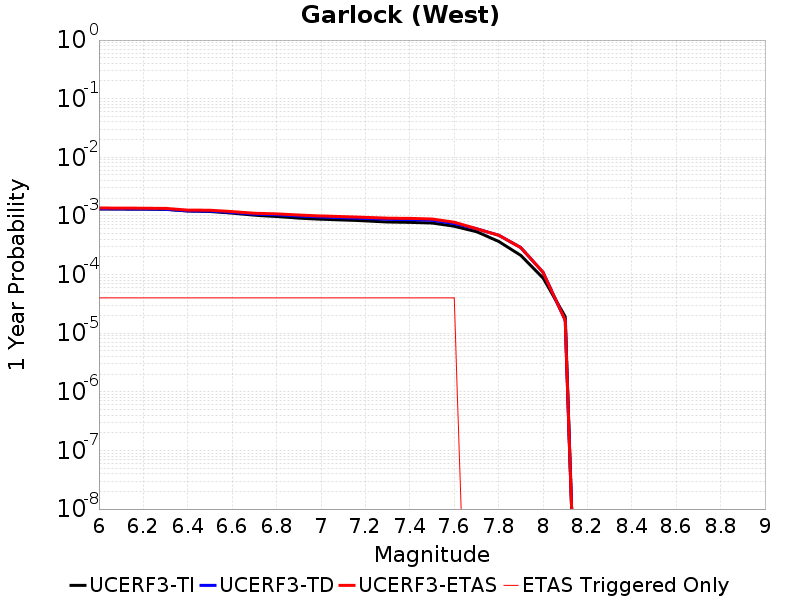 Garlock (West)
1 Year Probability
10^0
10^-1
10^-2
10^-3
10^-4
10^-5
10^-6
10^-7
10^-8
6 6.2 6.4 6.6 6.8 7 7.2 7.4 7.6 7.8 8 8.2 8.4 8.6 8.8 9
Magnitude
UCERF3-TI UCERF3-TD UCERF3-ETAS ETAS Triggered Only